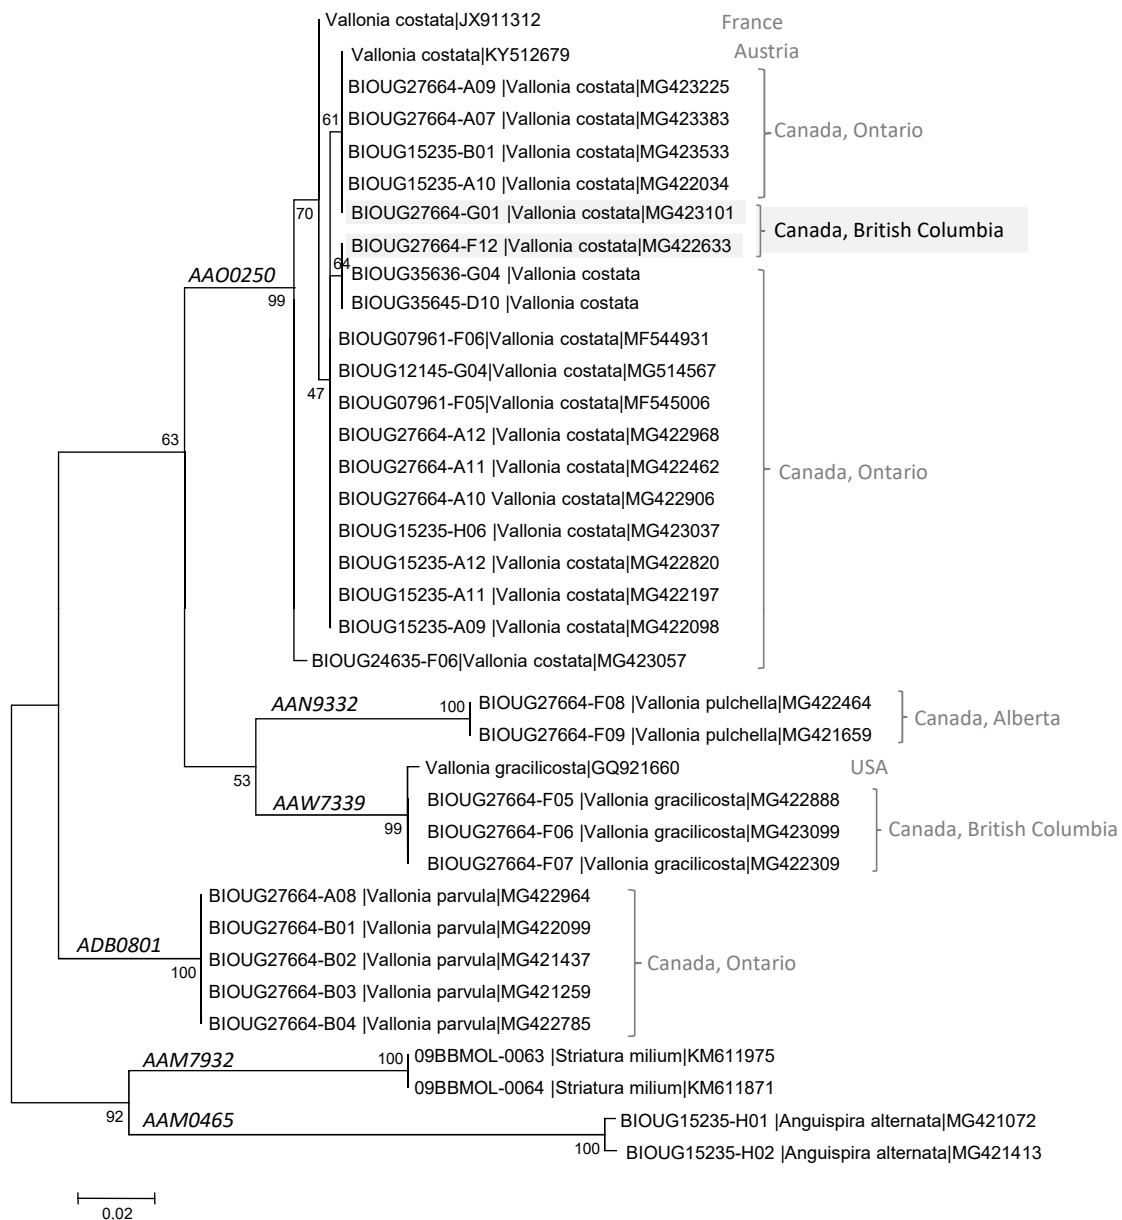 Vallonia costata|JX911312 France
Vallonia costata|KY512679 Austria
BIOUG27664-A09 |Vallonia costata|MG423225
61 BIOUG27664-A07 |Vallonia costata|MG423383
Canada, Ontario
BIOUG15235-B01 |Vallonia costata|MG423533
BIOUG15235-A10 |Vallonia costata|MG422034
70 BIOUG27664-G01 |Vallonia costata|MG423101
Canada, British Columbia
BIOUG27664-F12 |Vallonia costata|MG422633
64
AAO0250 BIOUG35636-G04 |Vallonia costata
99 BIOUG35645-D10 |Vallonia costata
BIOUG07961-F06|Vallonia costata|MF544931
BIOUG12145-G04|Vallonia costata|MG514567
47 BIOUG07961-F05|Vallonia costata|MF545006
63 BIOUG27664-A12 |Vallonia costata|MG422968
BIOUG27664-A11 |Vallonia costata|MG422462 Canada, Ontario
BIOUG27664-A10 Vallonia costata|MG422906
BIOUG15235-H06 |Vallonia costata|MG423037
BIOUG15235-A12 |Vallonia costata|MG422820
BIOUG15235-A11 |Vallonia costata|MG422197
BIOUG15235-A09 |Vallonia costata|MG422098
BIOUG24635-F06|Vallonia costata|MG423057
AAN9332 100 BIOUG27664-F08 |Vallonia pulchella|MG422464
Canada, Alberta
BIOUG27664-F09 |Vallonia pulchella|MG421659
53 Vallonia gracilicosta|GQ921660 USA
AAW7339 BIOUG27664-F05 |Vallonia gracilicosta|MG422888
99 BIOUG27664-F06 |Vallonia gracilicosta|MG423099 Canada, British Columbia
BIOUG27664-F07 |Vallonia gracilicosta|MG422309
BIOUG27664-A08 |Vallonia parvula|MG422964
BIOUG27664-B01 |Vallonia parvula|MG422099
ADB0801
100 BIOUG27664-B02 |Vallonia parvula|MG421437 Canada, Ontario
BIOUG27664-B03 |Vallonia parvula|MG421259
BIOUG27664-B04 |Vallonia parvula|MG422785
AAM7932 100 09BBMOL-0063 |Striatura milium|KM611975
09BBMOL-0064 |Striatura milium|KM611871
92 AAM0465 BIOUG15235-H01 |Anguispira alternata|MG421072
100 BIOUG15235-H02 |Anguispira alternata|MG421413
0,02